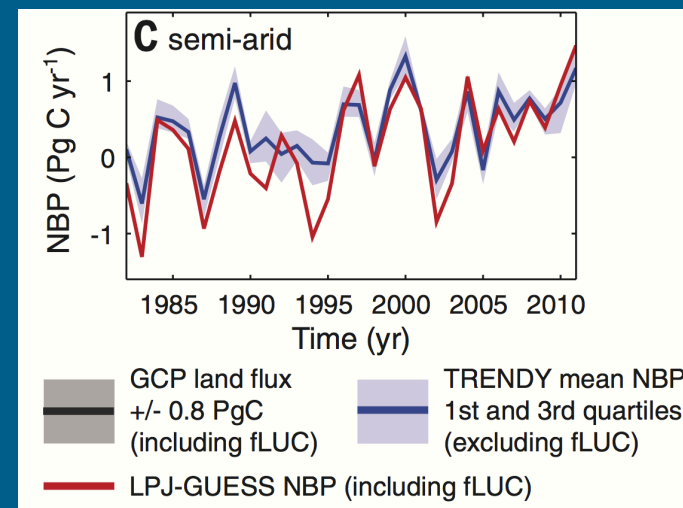 C semi-arid
NBP (Pg C yr-1)
1
0
-1
1985 1990 1995 2000 2005 2010
Time (yr)
GCP land flux
+/- 0.8 PgC
(including fLUC)
TRENDY mean NBP
1st and 3rd quartiles
(excluding fLUC)
LPJ-GUESS NBP (including fLUC)